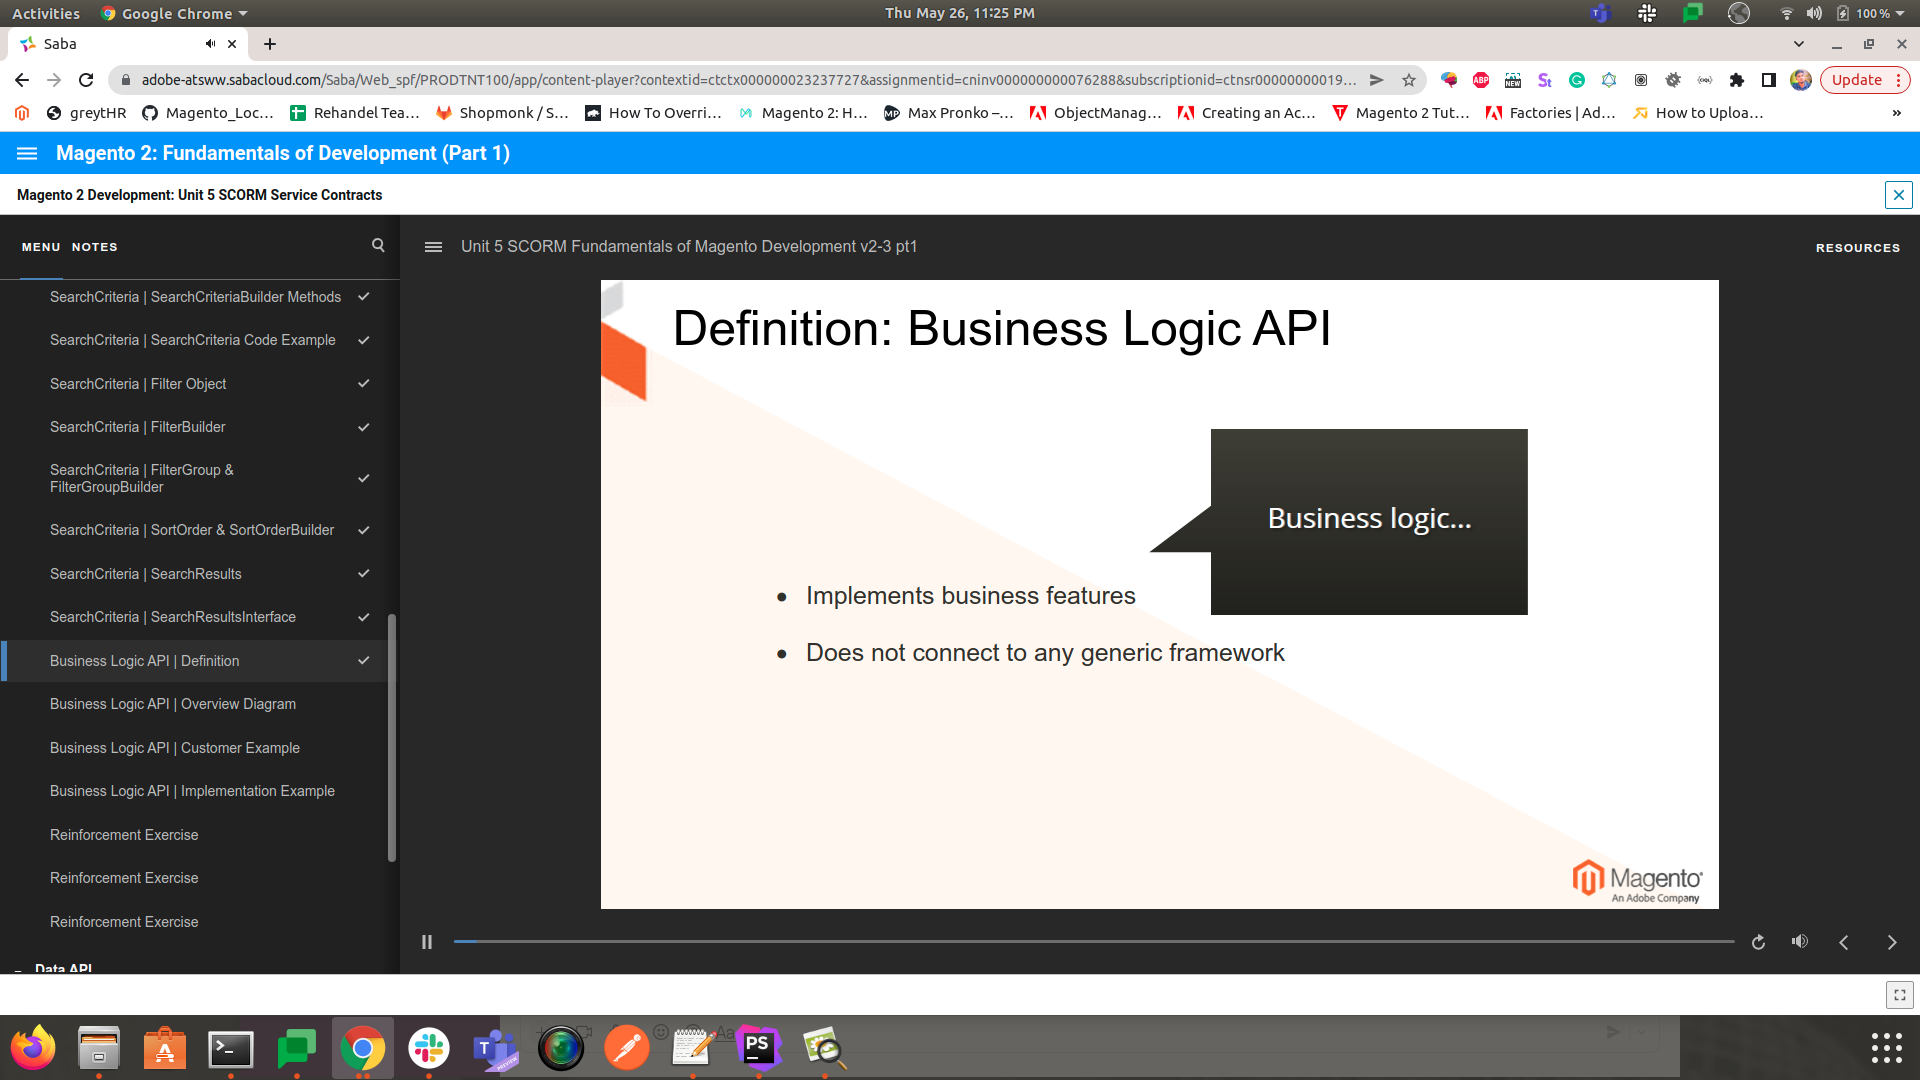 Activities Google Chrome Thu May 26, 11:25 PM 100 %
Saba
adobe-atsww.sabacloud.com/Saba/Web_spf/PRODTNT100/app/content-player?contextid=ctctx000000023237727&assignmentid=cninv000000000076288&subscriptionid=ctnsr00000000019... Update
greytHR Magento_Loc... Rehandel Tea... Shopmonk / S... How To Overri... Magento 2: H... Max Pronko –... ObjectManag... Creating an Ac... Magento 2 Tut... Factories | Ad... How to Uploa... »
Magento 2: Fundamentals of Development (Part 1)
Magento 2 Development: Unit 5 SCORM Service Contracts
MENU NOTES
Unit 5 SCORM Fundamentals of Magento Development v2-3 pt1
RESOURCES
SearchCriteria | SearchCriteriaBuilder Methods
SearchCriteria | SearchCriteria Code Example
SearchCriteria | Filter Object
SearchCriteria | FilterBuilder
SearchCriteria | FilterGroup &
FilterGroupBuilder
SearchCriteria | SortOrder & SortOrderBuilder
SearchCriteria | SearchResults
SearchCriteria | SearchResultsInterface
Business Logic API | Definition
Business Logic API | Overview Diagram
Business Logic API | Customer Example
Business Logic API | Implementation Example
Reinforcement Exercise
Reinforcement Exercise
Reinforcement Exercise
Data API
Definition: Business Logic API
Business logic...
• Implements business features
• Does not connect to any generic framework
Magento
An Adobe Company